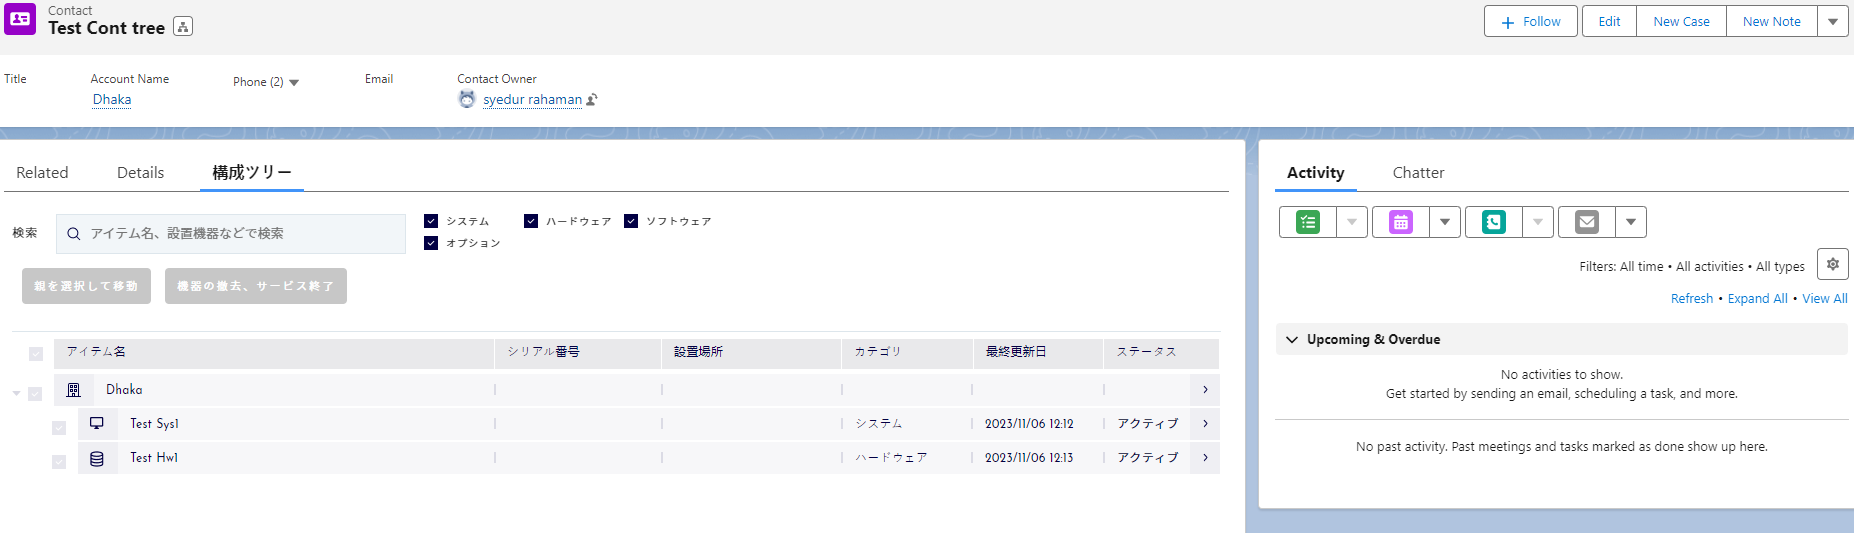 Contact
Test Cont tree
Follow
Edit
New Case
New Note
Title
Account Name
Phone (2)
Email
Contact Owner
Dhaka
syedur rahaman
Related
Details
構成ツリー
検索
アイテム名、設置機器などで検索
システム
ハードウェア
ソフトウェア
オプション
親を選択して移動
機器の撤去、サービス終了
アイテム名
シリアル番号
設置場所
カテゴリ
最終更新日
ステータス
Dhaka
Test Sys1
システム
2023/11/06 12:12
アクティブ
Test Hw1
ハードウェア
2023/11/06 12:13
アクティブ
Activity
Chatter
Filters: All time • All activities • All types
Refresh • Expand All • View All
Upcoming & Overdue
No activities to show.
Get started by sending an email, scheduling a task, and more.
No past activity. Past meetings and tasks marked as done show up here.